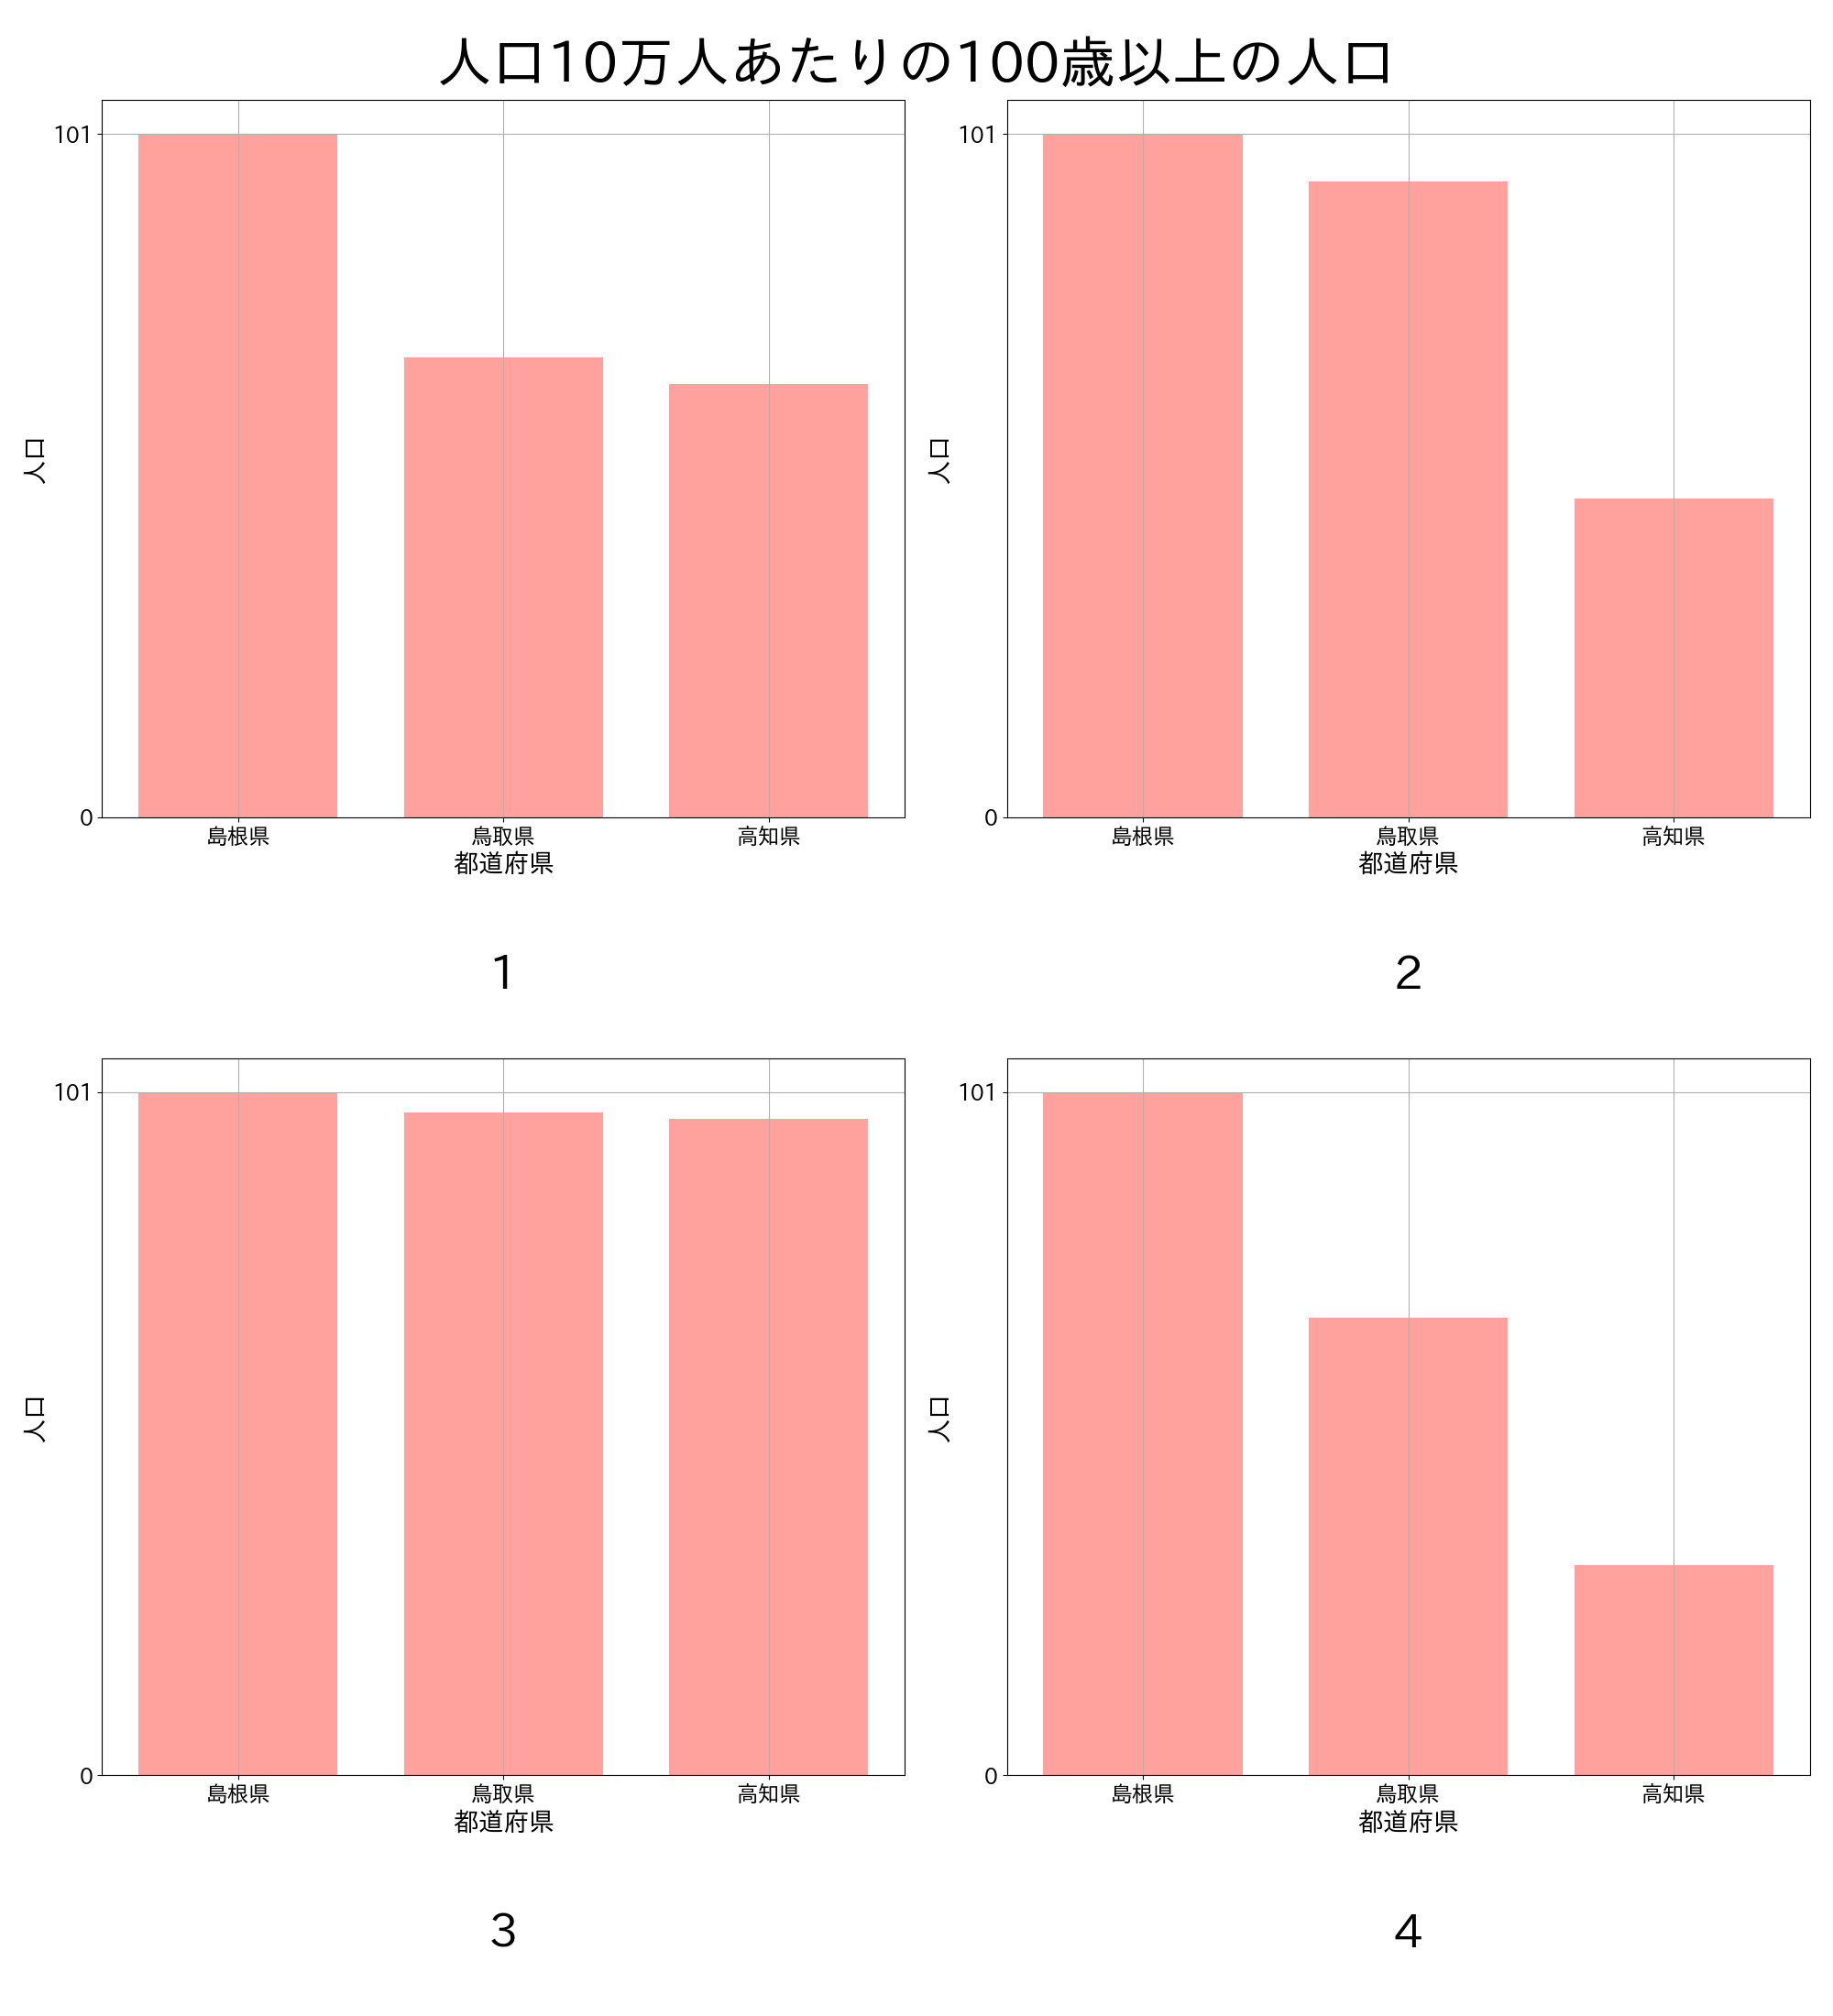 人口10万人あたりの100歳以上の人口
101
0
人口
島根県 鳥取県 高知県
都道府県
1
101
0
人口
島根県 鳥取県 高知県
都道府県
2
101
0
人口
島根県 鳥取県 高知県
都道府県
3
101
0
人口
島根県 鳥取県 高知県
都道府県
4